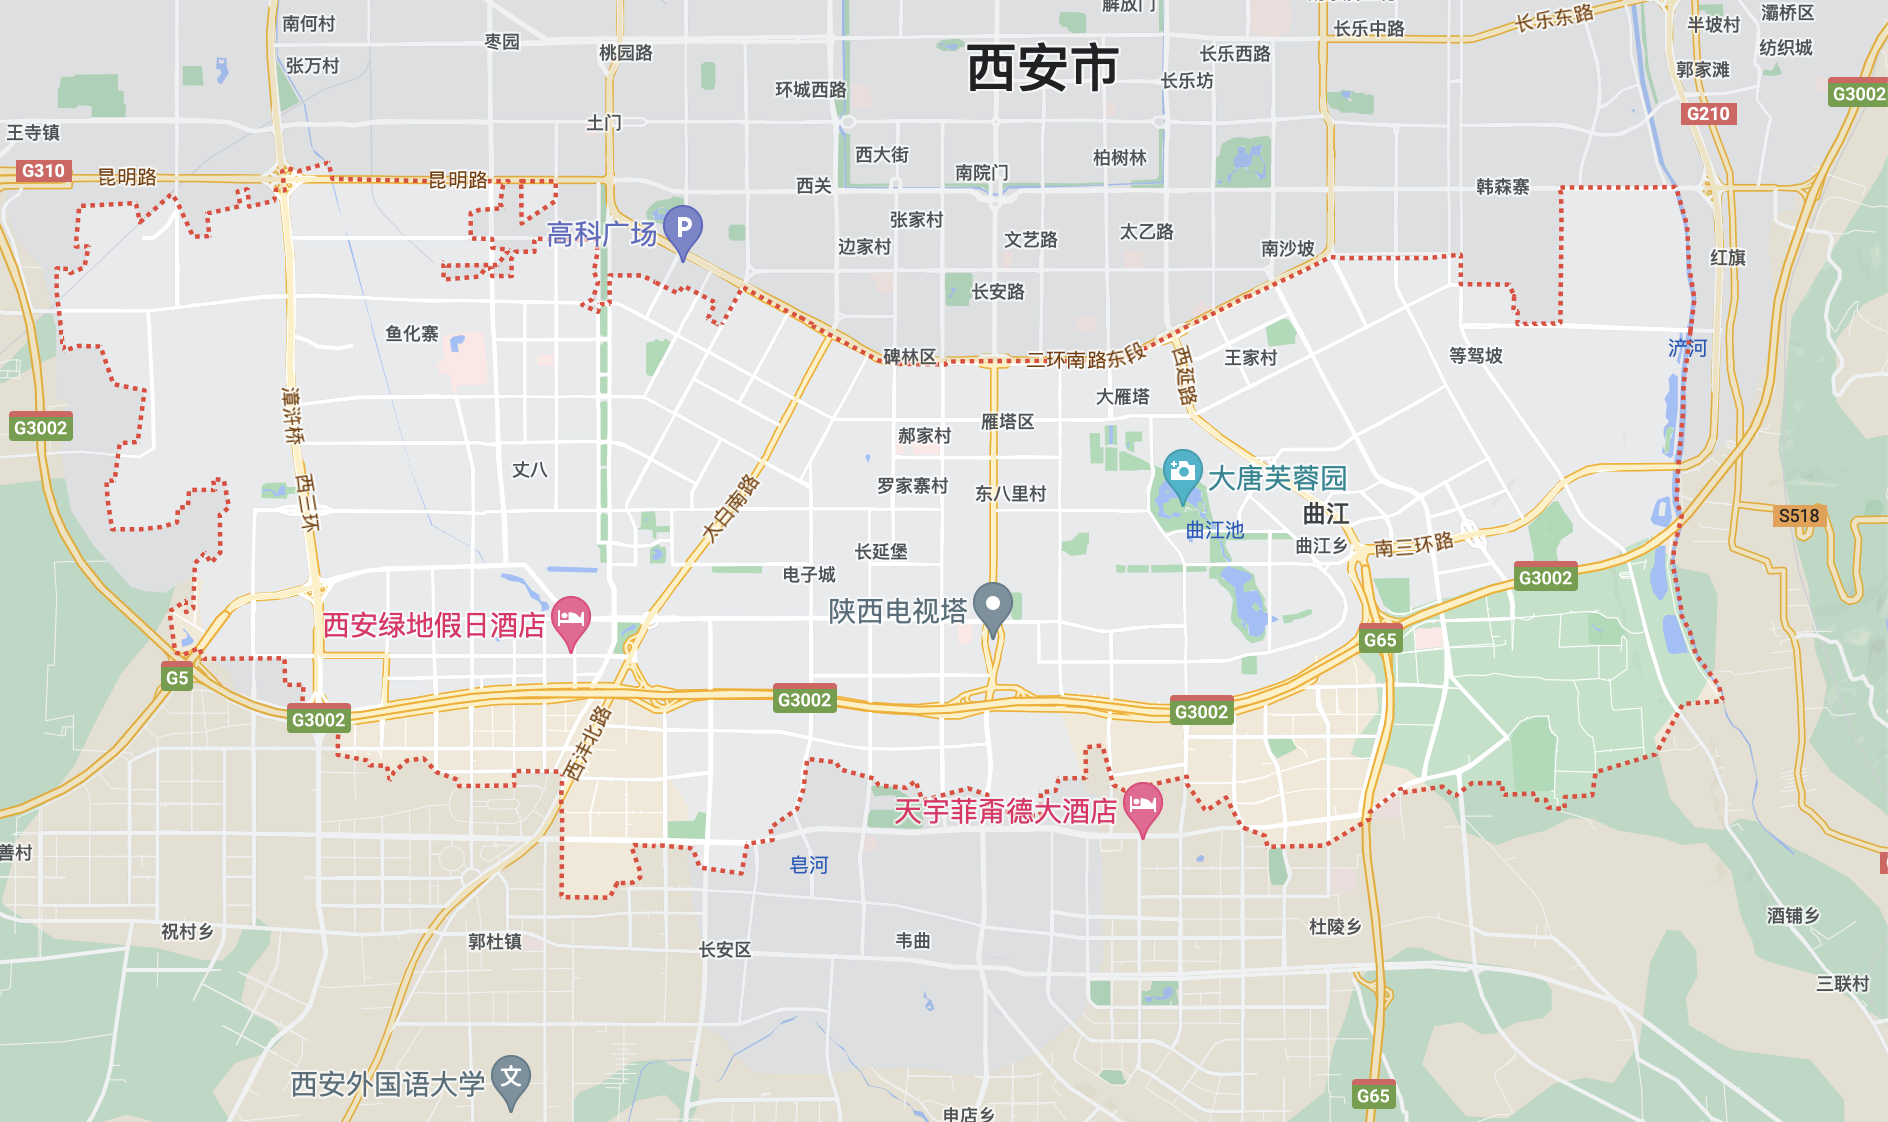 解放门
灞桥区
南何村
长乐东路
半坡村
长乐中路
枣园
纺织城
桃园路
长乐西路
西安市
张万村
郭家滩
长乐坊
环城西路
G3002
G210
土门
王寺镇
西大街
柏树林
G310
昆明路
昆明路
南院门
西关
韩森寨
张家村
高科广场
P
文艺路
太乙路
边家村
南沙坡
红旗
长安路
鱼化寨
浐河
碑林区
二环南路东段
王家村
等驾坡
西延路
大雁塔
漳浒桥
雁塔区
G3002
郝家村
丈八
大唐芙蓉园
罗家寨村
东八里村
西三环
太白南路
曲江
S518
曲江池
曲江乡
南三环路
长延堡
电子城
G3002
陕西电视塔
西安绿地假日酒店
G65
G5
G3002
G3002
G3002
西沣北路
天宇菲甭德大酒店
善村
皂河
酒铺乡
杜陵乡
祝村乡
郭杜镇
韦曲
长安区
三联村
西安外国语大学
文
G65
申店乡